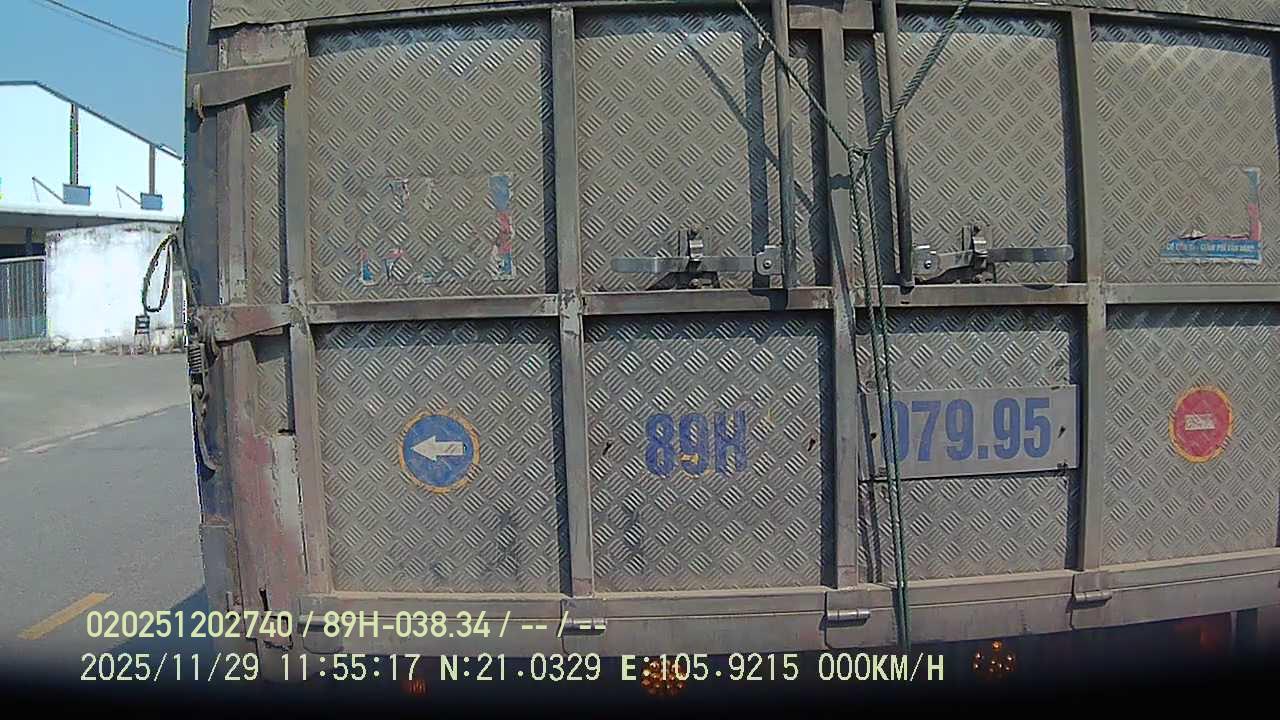 89H
079.95
020251202740 / 89H-038.34 / -- / --
2025/11/29 11:55:17 N:21.0329 E:105.9215 000KM/H